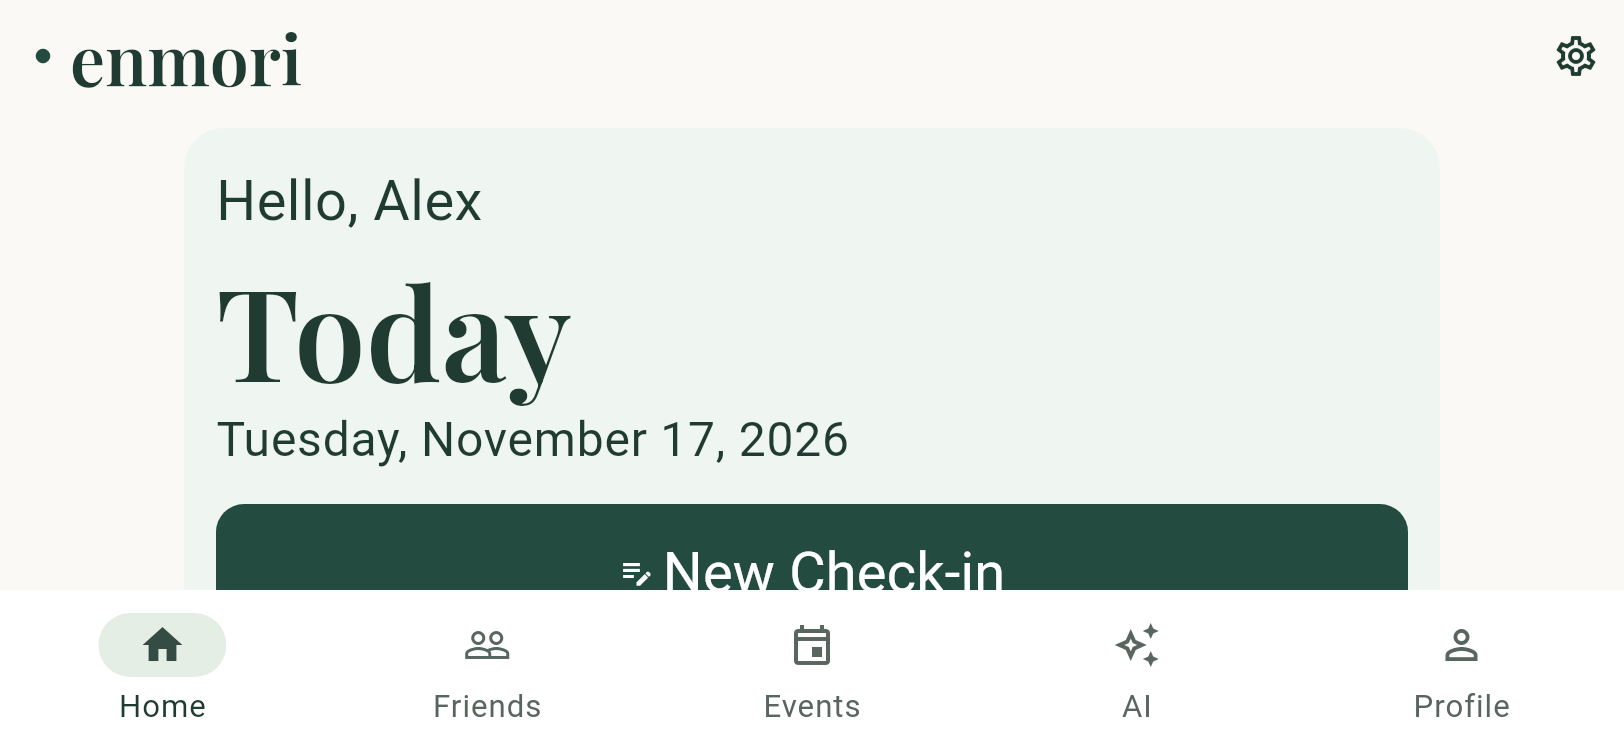 enmori
Hello, Alex
Today
Tuesday, November 17, 2026
New Check-in
Home
Friends
Events
AI
Profile